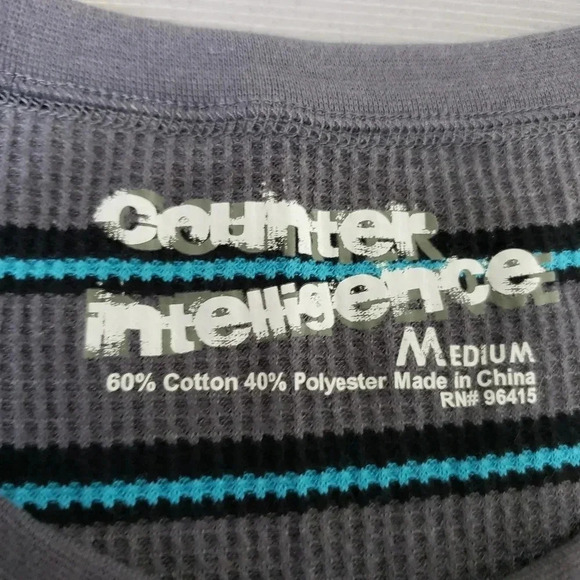 counter
intelligence
MEDIUM
60% Cotton 40% Polyester Made in China
RN# 96415